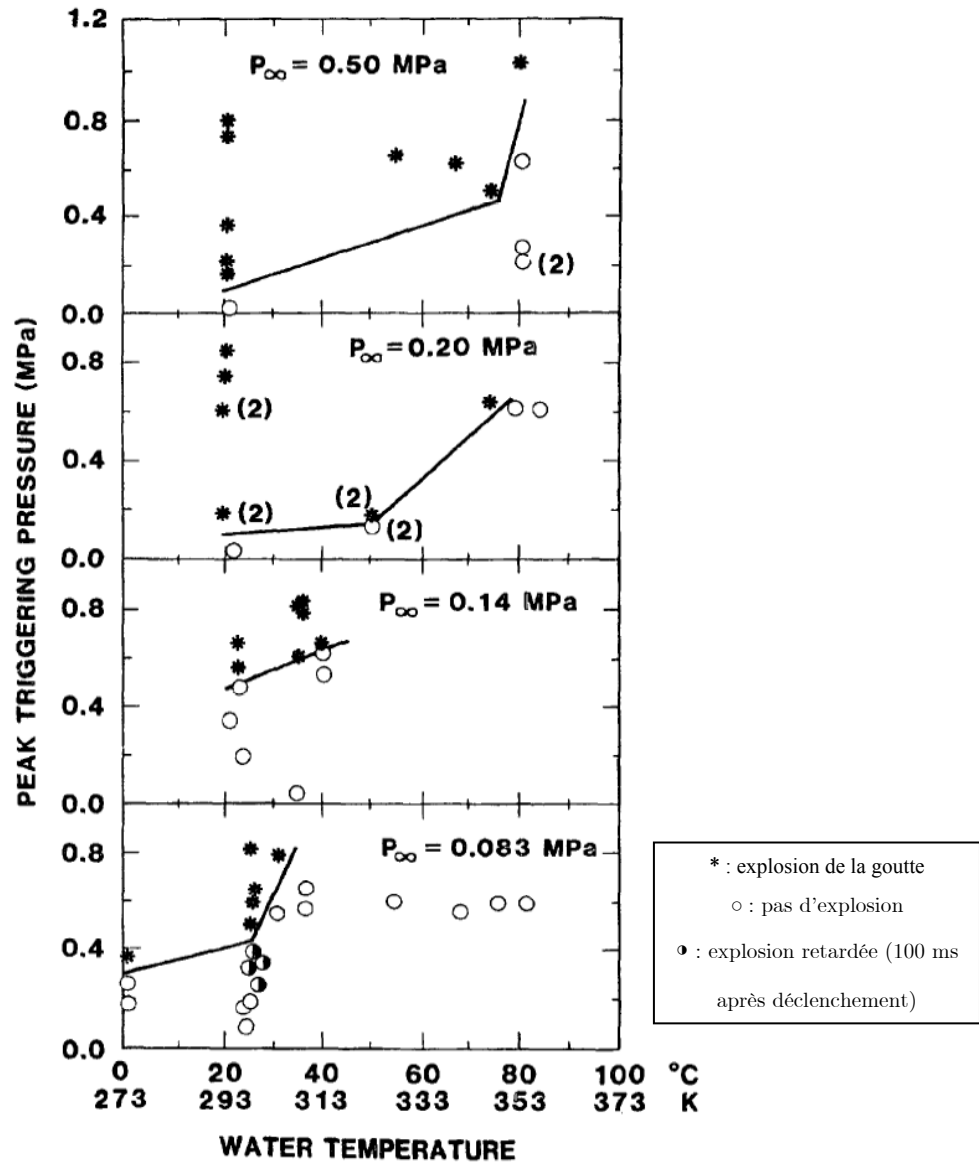 1.2
P∞ = 0.50 MPa
0.8
0.4
(2)
0.0
P∞ = 0.20 MPa
0.8
(2)
0.4
(2)
(2)
(2)
0.0
P∞ = 0.14 MPa
0.8
0.4
0.0
P∞ = 0.083 MPa
0.8
0.4
0.0
PEAK TRIGGERING PRESSURE (MPa)
0 20 40 60 80 100 °C
273 293 313 333 353 373 K
WATER TEMPERATURE
* : explosion de la goutte
○ : pas d'explosion
◑ : explosion retardée (100 ms
après déclenchement)